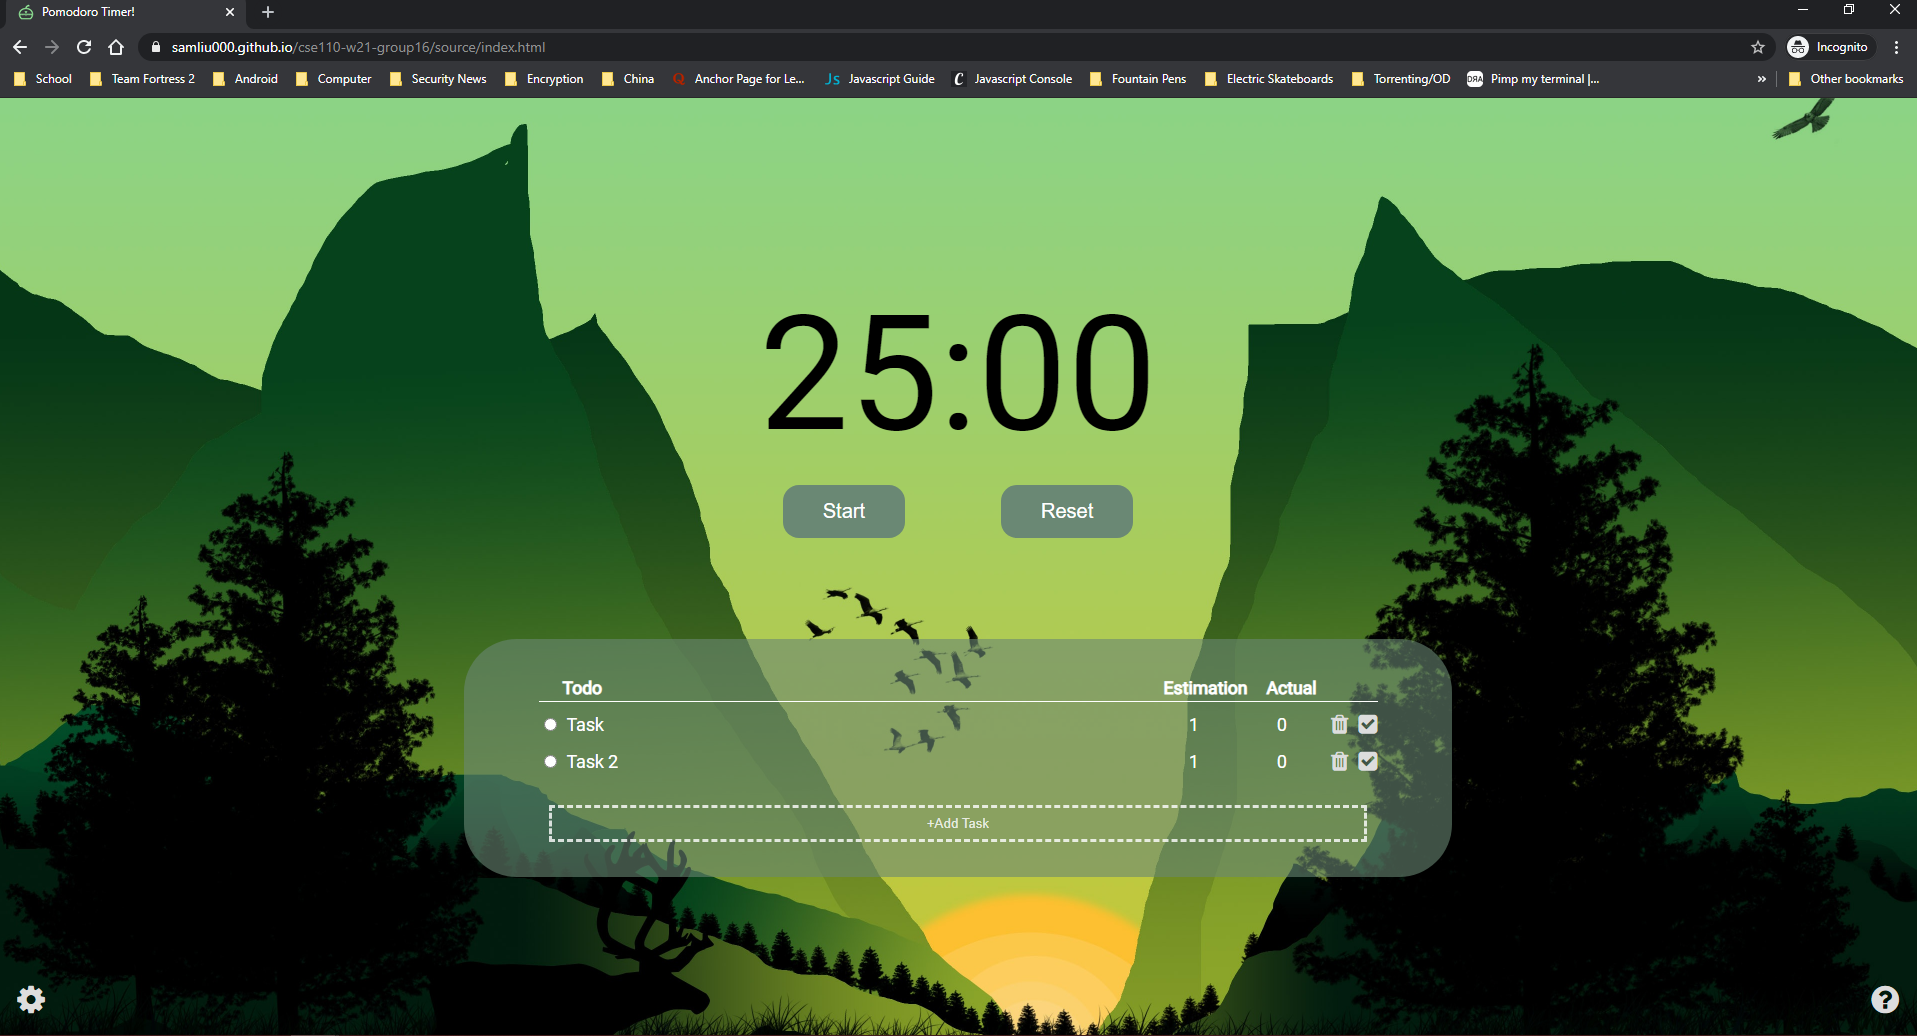 Pomodoro Timer!
samliu000.github.io/cse110-w21-group16/source/index.html
Incognito
School Team Fortress 2 Android Computer Security News Encryption China Anchor Page for Le... Javascript Guide Javascript Console Fountain Pens Electric Skateboards Torrenting/OD Pimp my terminal |... » Other bookmarks
25:00
Start Reset
Todo Estimation Actual
Task 1 0
Task 2 1 0
+Add Task